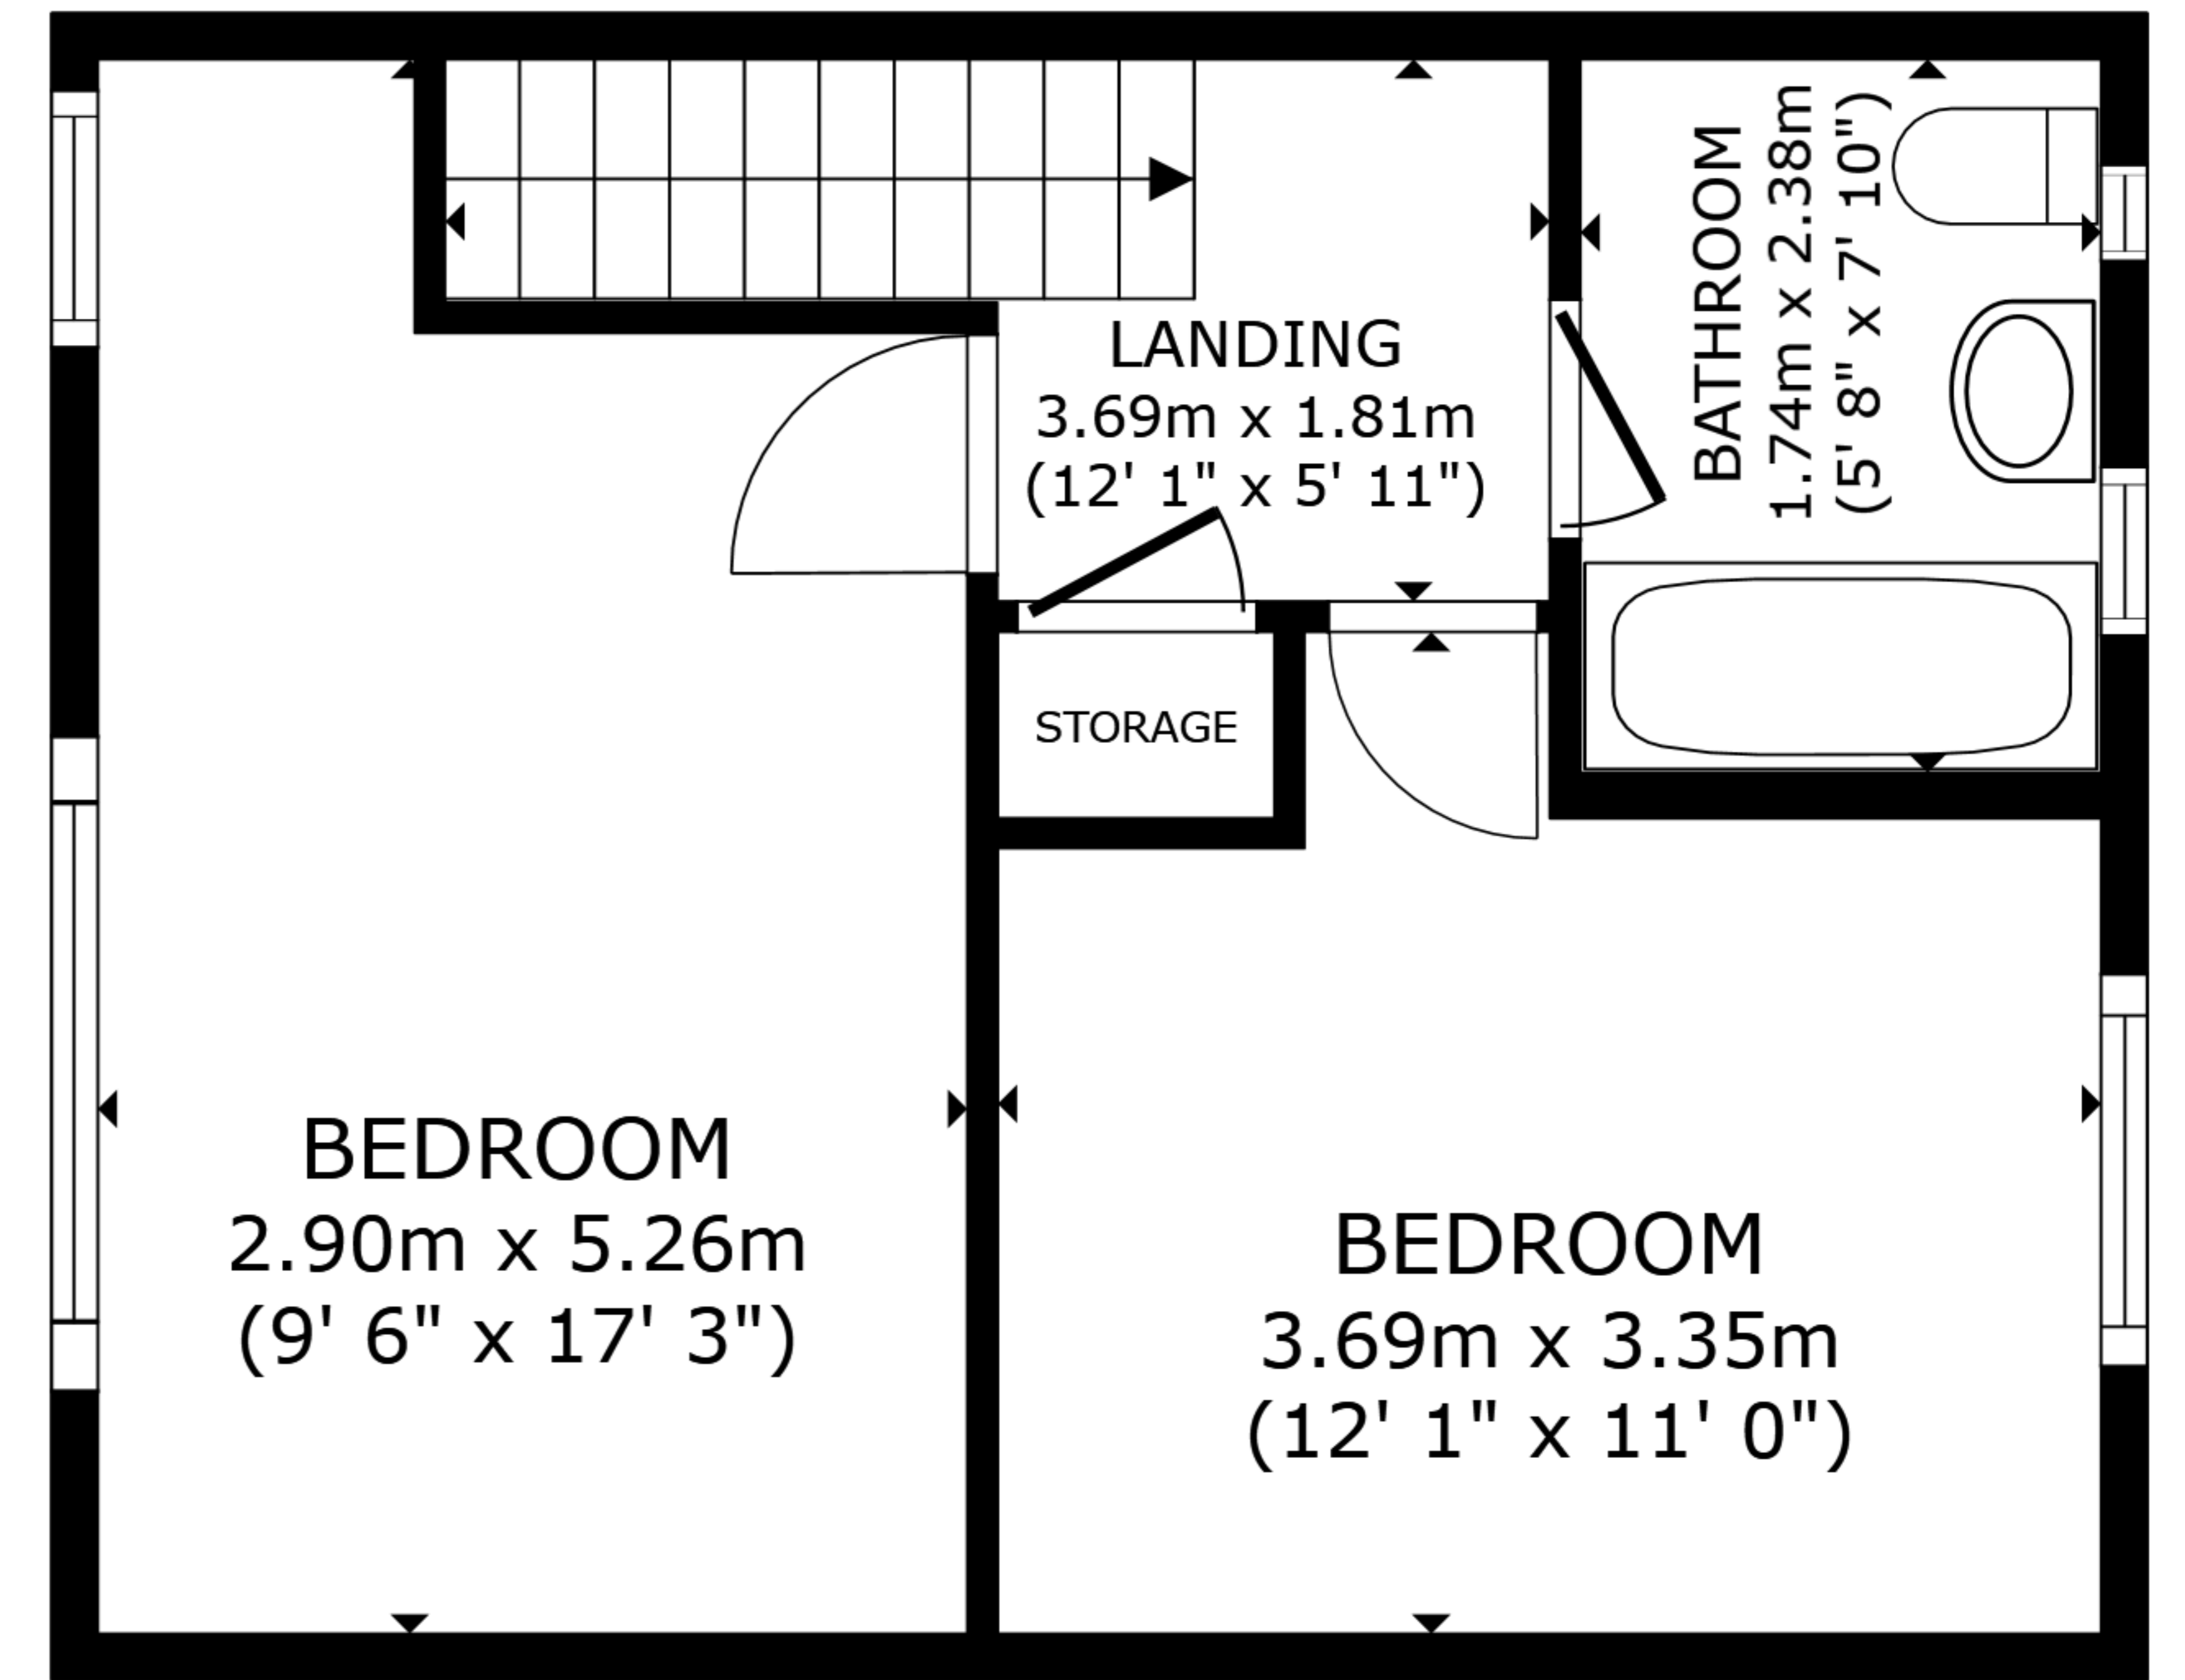 LANDING
3.69m x 1.81m
(12' 1" x 5' 11")
BATHROOM
1.74m x 2.38m
(5' 8" x 7' 10")
STORAGE
BEDROOM
2.90m x 5.26m
(9' 6" x 17' 3")
BEDROOM
3.69m x 3.35m
(12' 1" x 11' 0")